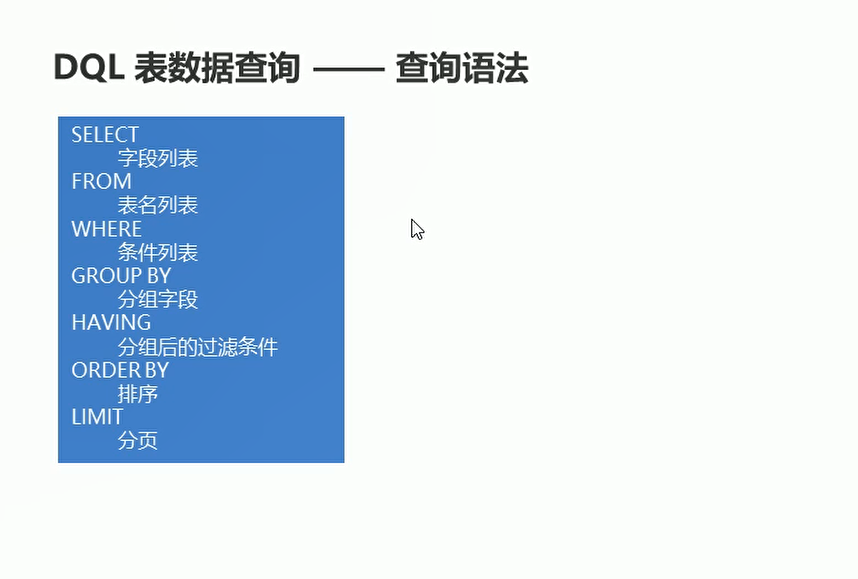 DQL 表数据查询 —— 查询语法
SELECT
字段列表
FROM
表名列表
WHERE
条件列表
GROUP BY
分组字段
HAVING
分组后的过滤条件
ORDER BY
排序
LIMIT
分页